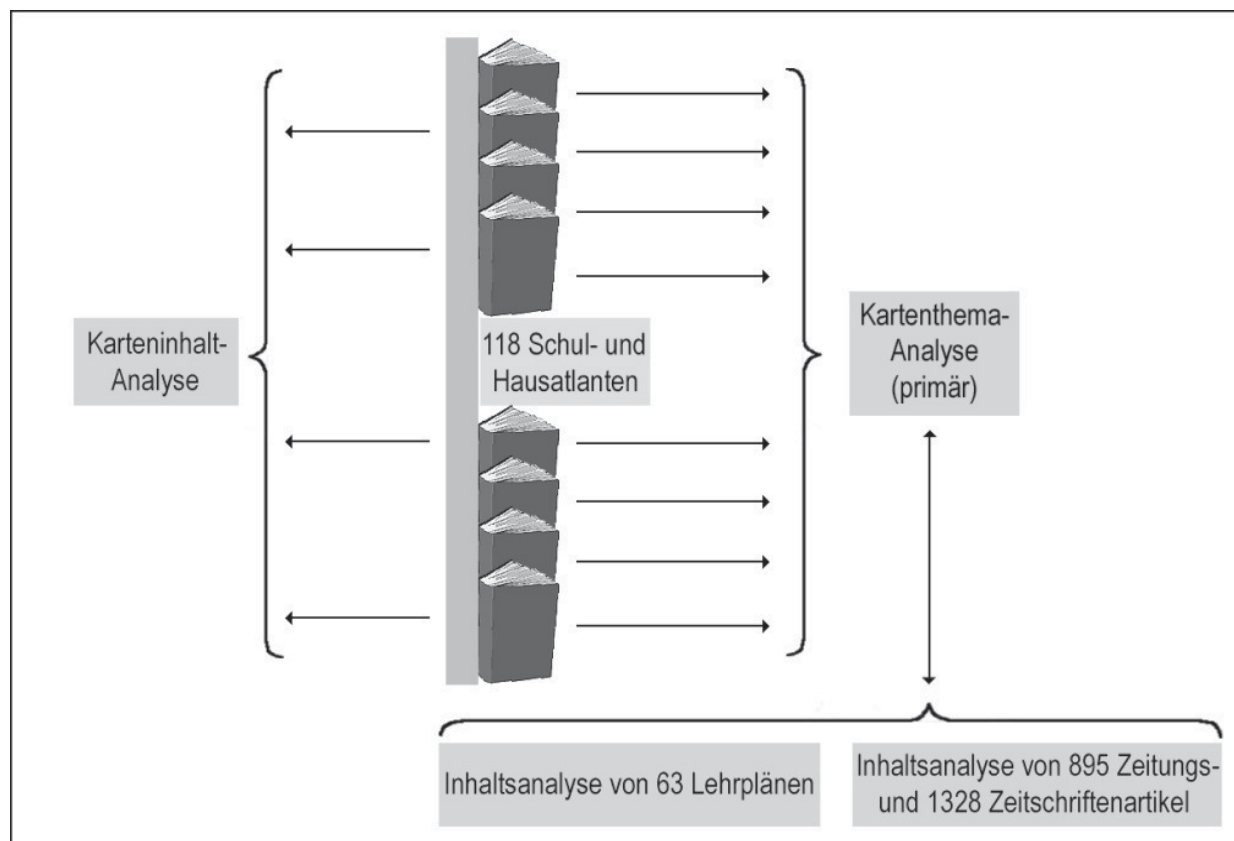 Karteninhalt-
Analyse
118 Schul- und
Hausatlanten
Kartenthema-
Analyse
(primär)
Inhaltsanalyse von 63 Lehrplänen
Inhaltsanalyse von 895 Zeitungs-
und 1328 Zeitschriftenartikel